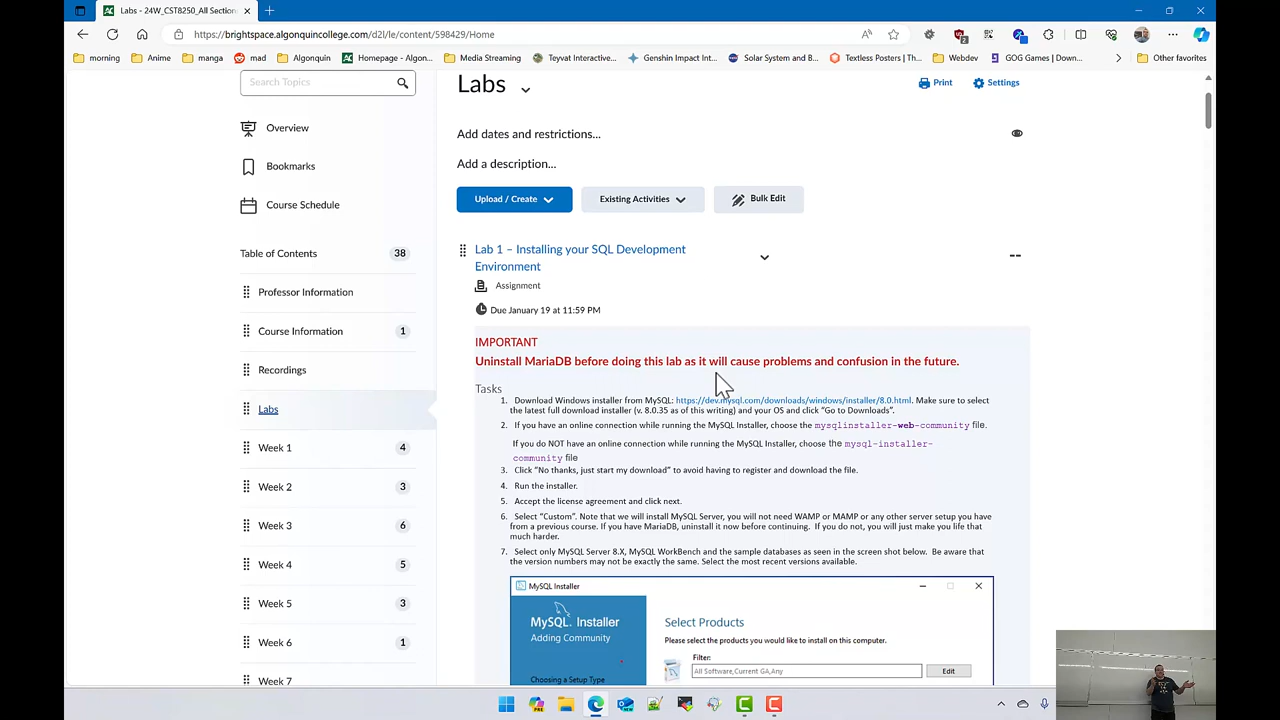 Labs - 24W_CST8250_All Section
https://brightspace.algonquincollege.com/d2l/le/content/598429/Home
morning Anime manga mad Algonquin Homepage - Algon... Media Streaming Teyvat Interactive... Genshin Impact Int... Solar System and B... Textless Posters | Th... Webdev GOG Games | Down... Other favorites
Search Topics
Overview
Bookmarks
Course Schedule
Table of Contents 38
Professor Information
Course Information 1
Recordings
Labs
Week 1 4
Week 2 3
Week 3 6
Week 4 5
Week 5 3
Week 6 1
Week 7
Labs
Print Settings
Add dates and restrictions...
Add a description...
Upload / Create Existing Activities Bulk Edit
Lab 1 – Installing your SQL Development
Environment
--
Assignment
Due January 19 at 11:59 PM
IMPORTANT
Uninstall MariaDB before doing this lab as it will cause problems and confusion in the future.
Tasks
1. Download Windows installer from MySQL: https://dev.mysql.com/downloads/windows/installer/8.0.html. Make sure to select
the latest full download installer (v. 8.0.35 as of this writing) and your OS and click “Go to Downloads”.
2. If you have an online connection while running the MySQL Installer, choose the mysqlinstaller-web-community file.
If you do NOT have an online connection while running the MySQL Installer, choose the mysql-installer-
community file
3. Click “No thanks, just start my download” to avoid having to register and download the file.
4. Run the installer.
5. Accept the license agreement and click next.
6. Select “Custom”. Note that we will install MySQL Server, you will not need WAMP or MAMP or any other server setup you have
from a previous course. If you have MariaDB, uninstall it now before continuing. If you do not, you will just make you life that
much harder.
7. Select only MySQL Server 8.X, MySQL WorkBench and the sample databases as seen in the screen shot below. Be aware that
the version numbers may not be exactly the same. Select the most recent versions available.
MySQL Installer
MySQL. Installer
Adding Community
Choosing a Setup Type
Select Products
Please select the products you would like to install on this computer.
Filter:
All Software,Current GA,Any Edit